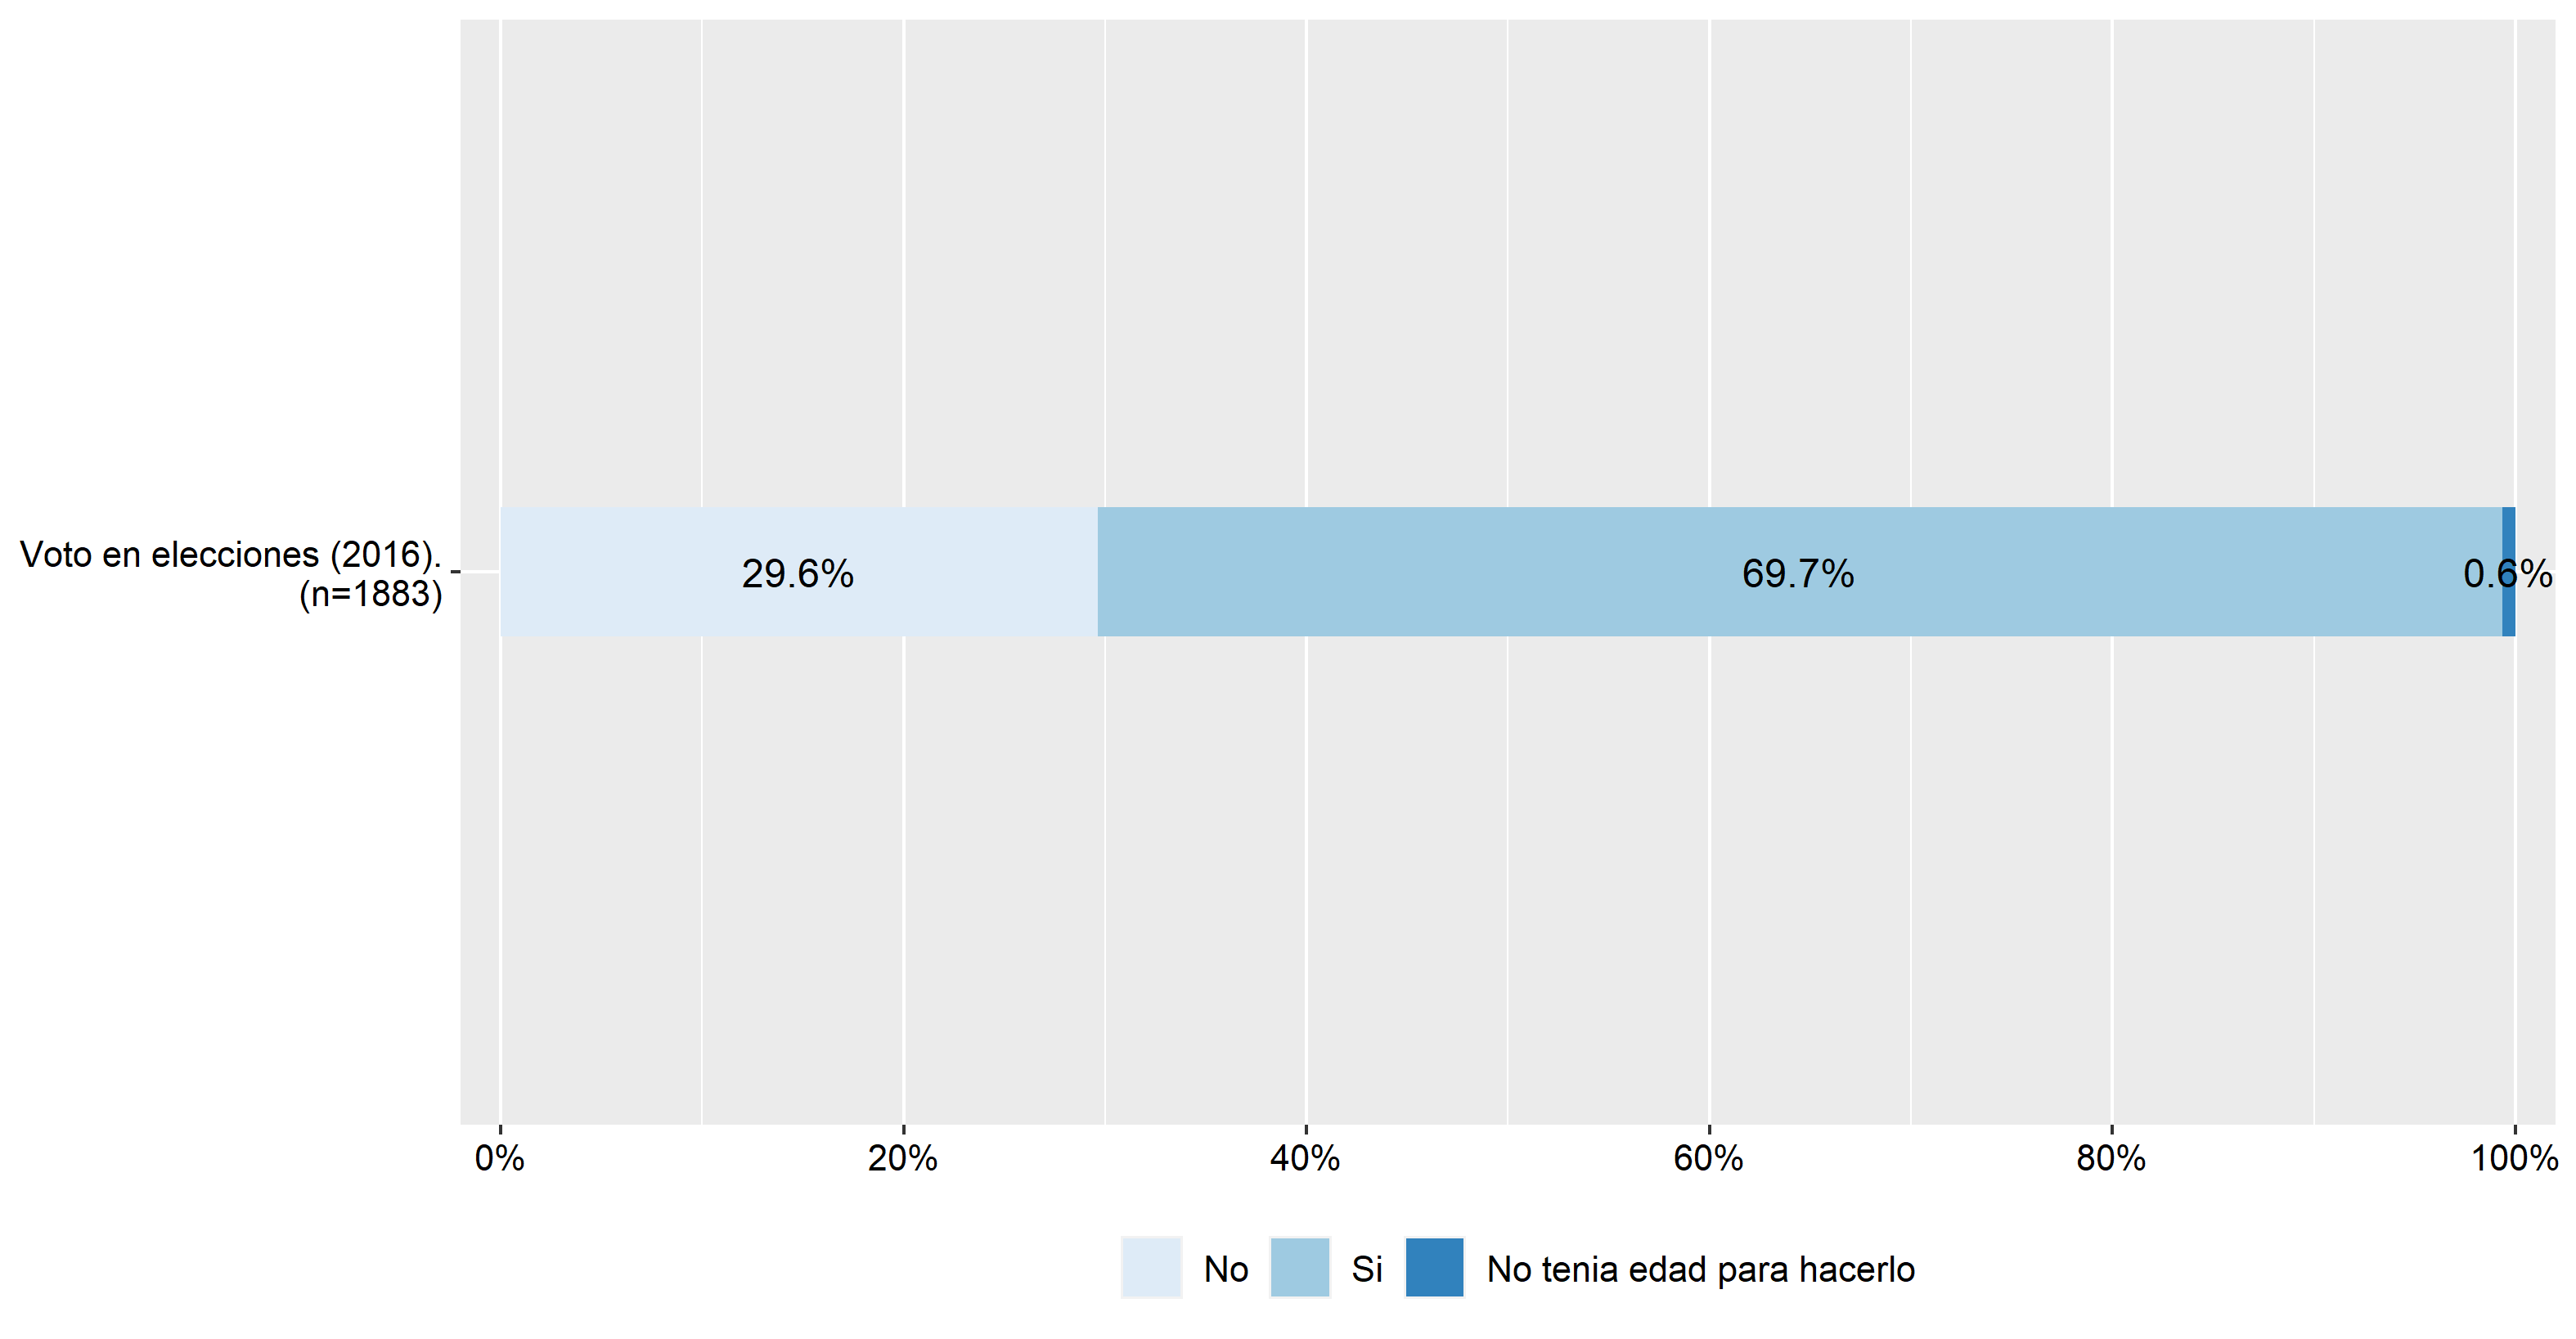 Voto en elecciones (2016).
(n=1883)
29.6%
69.7%
0.6%
0%
20%
40%
60%
80%
100%
No
Si
No tenia edad para hacerlo